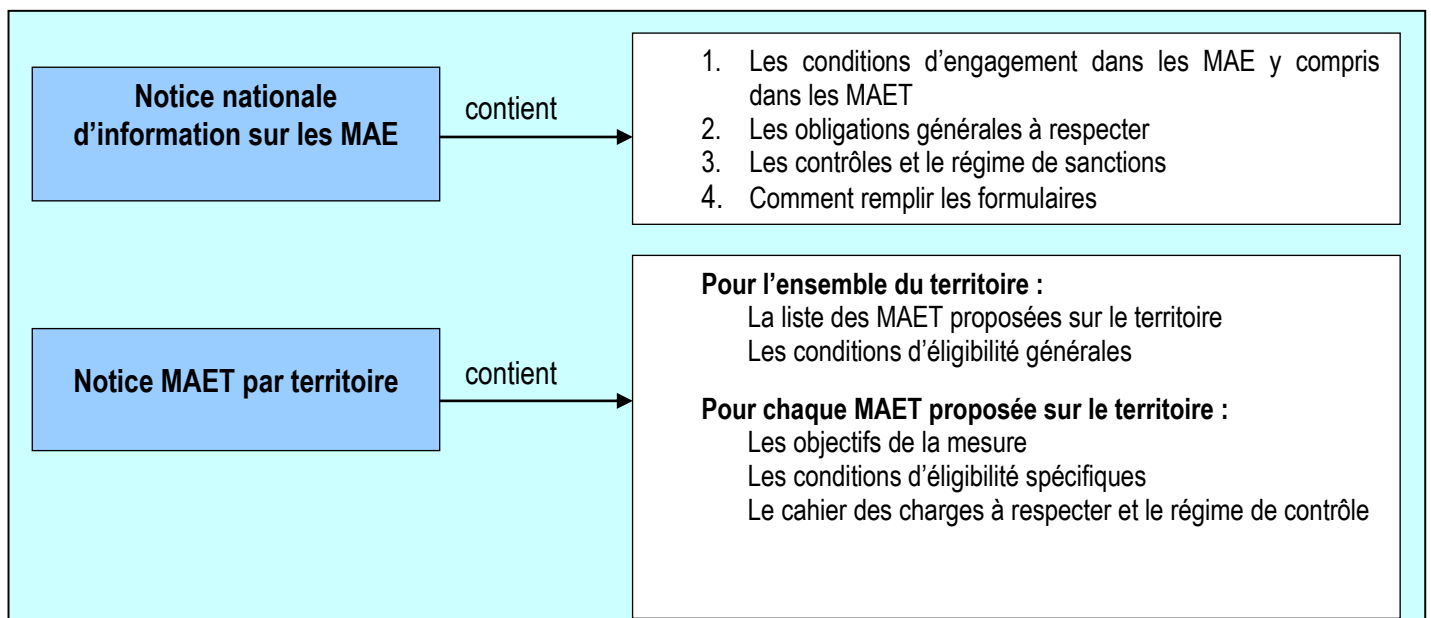 Notice nationale
d’information sur les MAE
contient
1. Les conditions d’engagement dans les MAE y compris
dans les MAET
2. Les obligations générales à respecter
3. Les contrôles et le régime de sanctions
4. Comment remplir les formulaires
Notice MAET par territoire
contient
Pour l’ensemble du territoire :
La liste des MAET proposées sur le territoire
Les conditions d’éligibilité générales
Pour chaque MAET proposée sur le territoire :
Les objectifs de la mesure
Les conditions d’éligibilité spécifiques
Le cahier des charges à respecter et le régime de contrôle